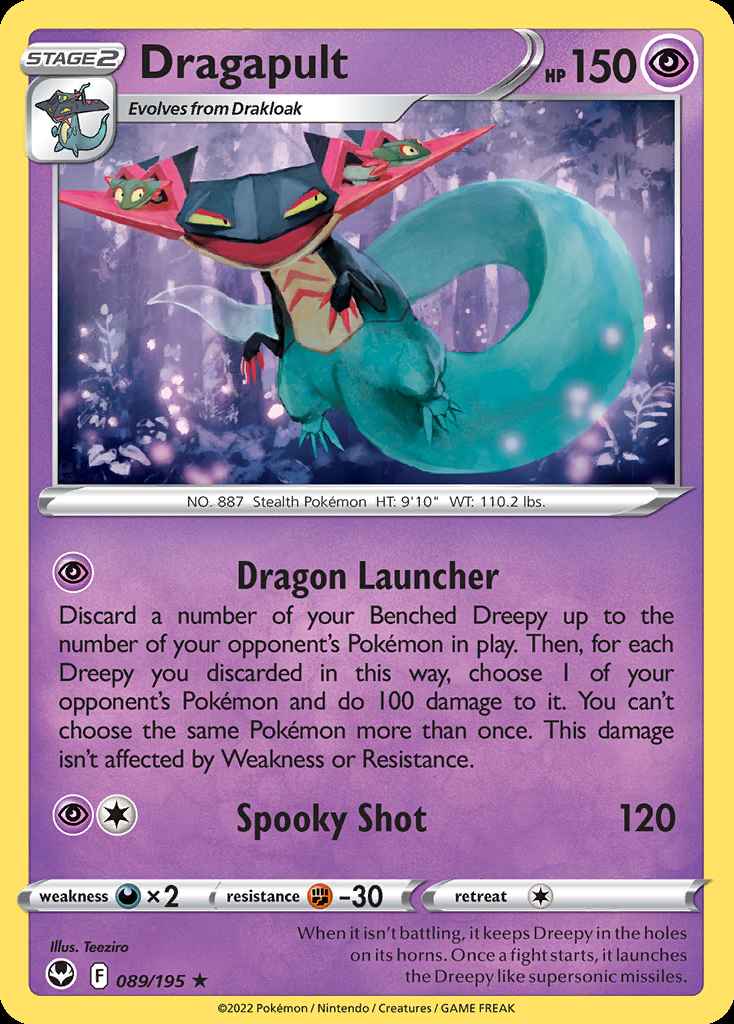 STAGE 2
Dragapult
HP 150
Evolves from Drakloak
NO. 887 Stealth Pokémon HT: 9'10" WT: 110.2 lbs.
Dragon Launcher
Discard a number of your Benched Dreepy up to the
number of your opponent's Pokémon in play. Then, for each
Dreepy you discarded in this way, choose 1 of your
opponent's Pokémon and do 100 damage to it. You can't
choose the same Pokémon more than once. This damage
isn't affected by Weakness or Resistance.
Spooky Shot 120
weakness ×2 resistance -30 retreat
Illus. Teeziro
When it isn't battling, it keeps Dreepy in the holes
on its horns. Once a fight starts, it launches
the Dreepy like supersonic missiles.
F 089/195 ★
©2022 Pokémon / Nintendo / Creatures / GAME FREAK